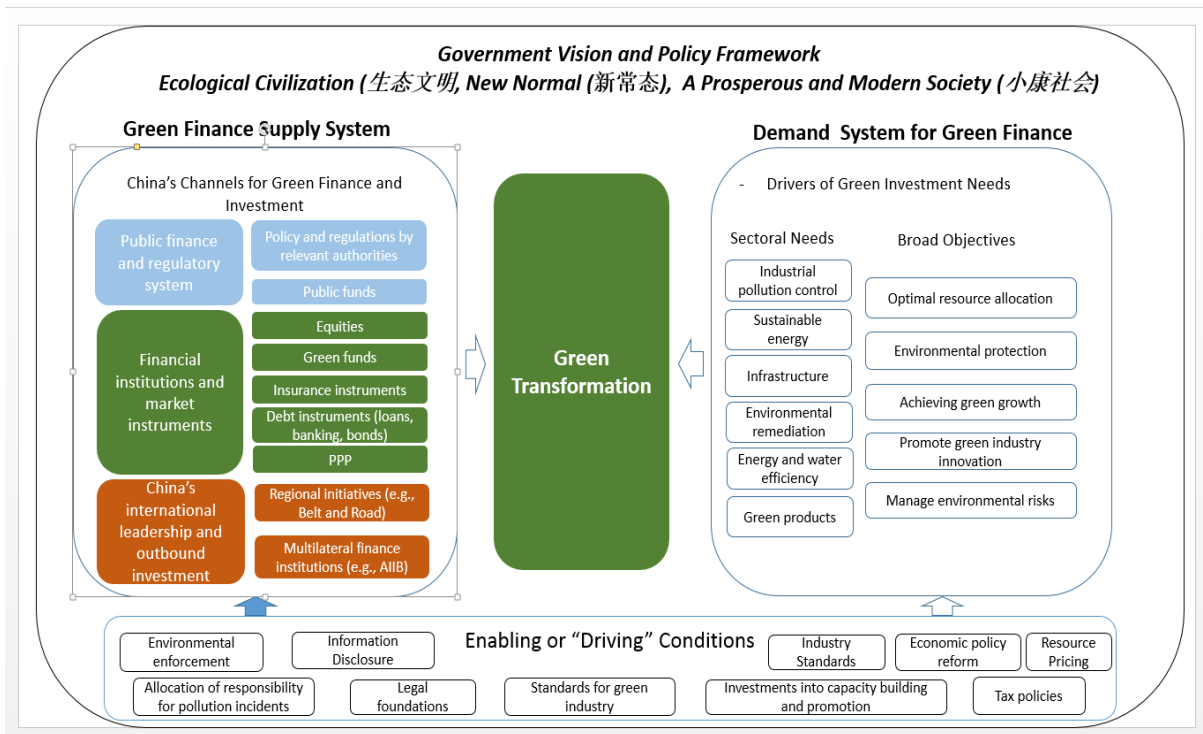 Government Vision and Policy Framework
Ecological Civilization (生态文明, New Normal (新常态), A Prosperous and Modern Society (小康社会)
Green Finance Supply System
China's Channels for Green Finance and
Investment
Public finance
and regulatory
system
Policy and regulations by
relevant authorities
Public funds
Financial
institutions and
market
instruments
Equities
Green funds
Insurance instruments
Debt instruments (loans,
banking, bonds)
PPP
China's
international
leadership and
outbound
investment
Regional initiatives (e.g.,
Belt and Road)
Multilateral finance
institutions (e.g., AIIB)
Green
Transformation
Demand System for Green Finance
- Drivers of Green Investment Needs
Sectoral Needs
Industrial
pollution control
Sustainable
energy
Infrastructure
Environmental
remediation
Energy and water
efficiency
Green products
Broad Objectives
Optimal resource allocation
Environmental protection
Achieving green growth
Promote green industry
innovation
Manage environmental risks
Enabling or “Driving” Conditions
Environmental
enforcement
Information
Disclosure
Industry
Standards
Economic policy
reform
Resource
Pricing
Allocation of responsibility
for pollution incidents
Legal
foundations
Standards for green
industry
Investments into capacity building
and promotion
Tax policies